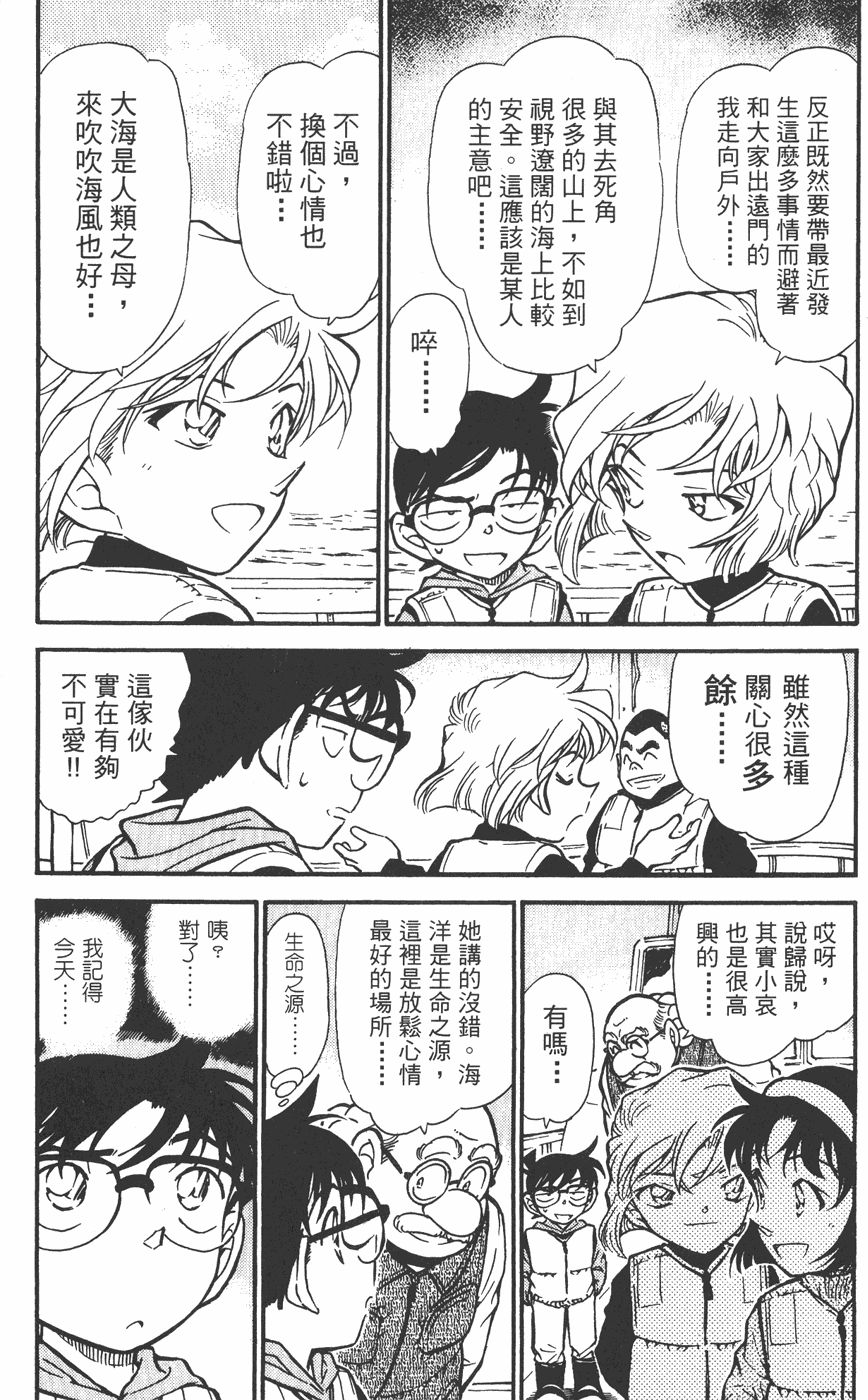 反正既然要帶最近發
生這麼多事情而避著
和大家出遠門的
我走向戶外⋯⋯
與其去死角
很多的山上，不如到
視野遼闊的海上比較
安全。這應該是某人
的主意吧⋯⋯
啐⋯⋯
不過，
換個心情也
不錯啦⋯
大海是人類之母，
來吹吹海風也好⋯
雖然這種
關心很多
餘⋯⋯
這傢伙
實在有夠
不可愛!!
哎呀，
說歸說，
其實小哀
也是很高
興的⋯⋯
有嗎⋯
她講的沒錯。海
洋是生命之源，
這裡是放鬆心情
最好的場所⋯⋯
生命之源⋯⋯
咦？
對了⋯⋯
我記得
今天⋯⋯